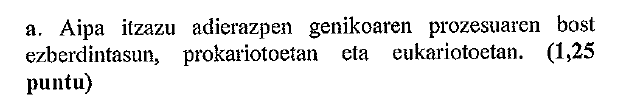 a. Aipa itzazu adierazpen genikoaren prozesuaren bost
ezberdintasun, prokariotoetan eta eukariotoetan. (1,25
puntu)